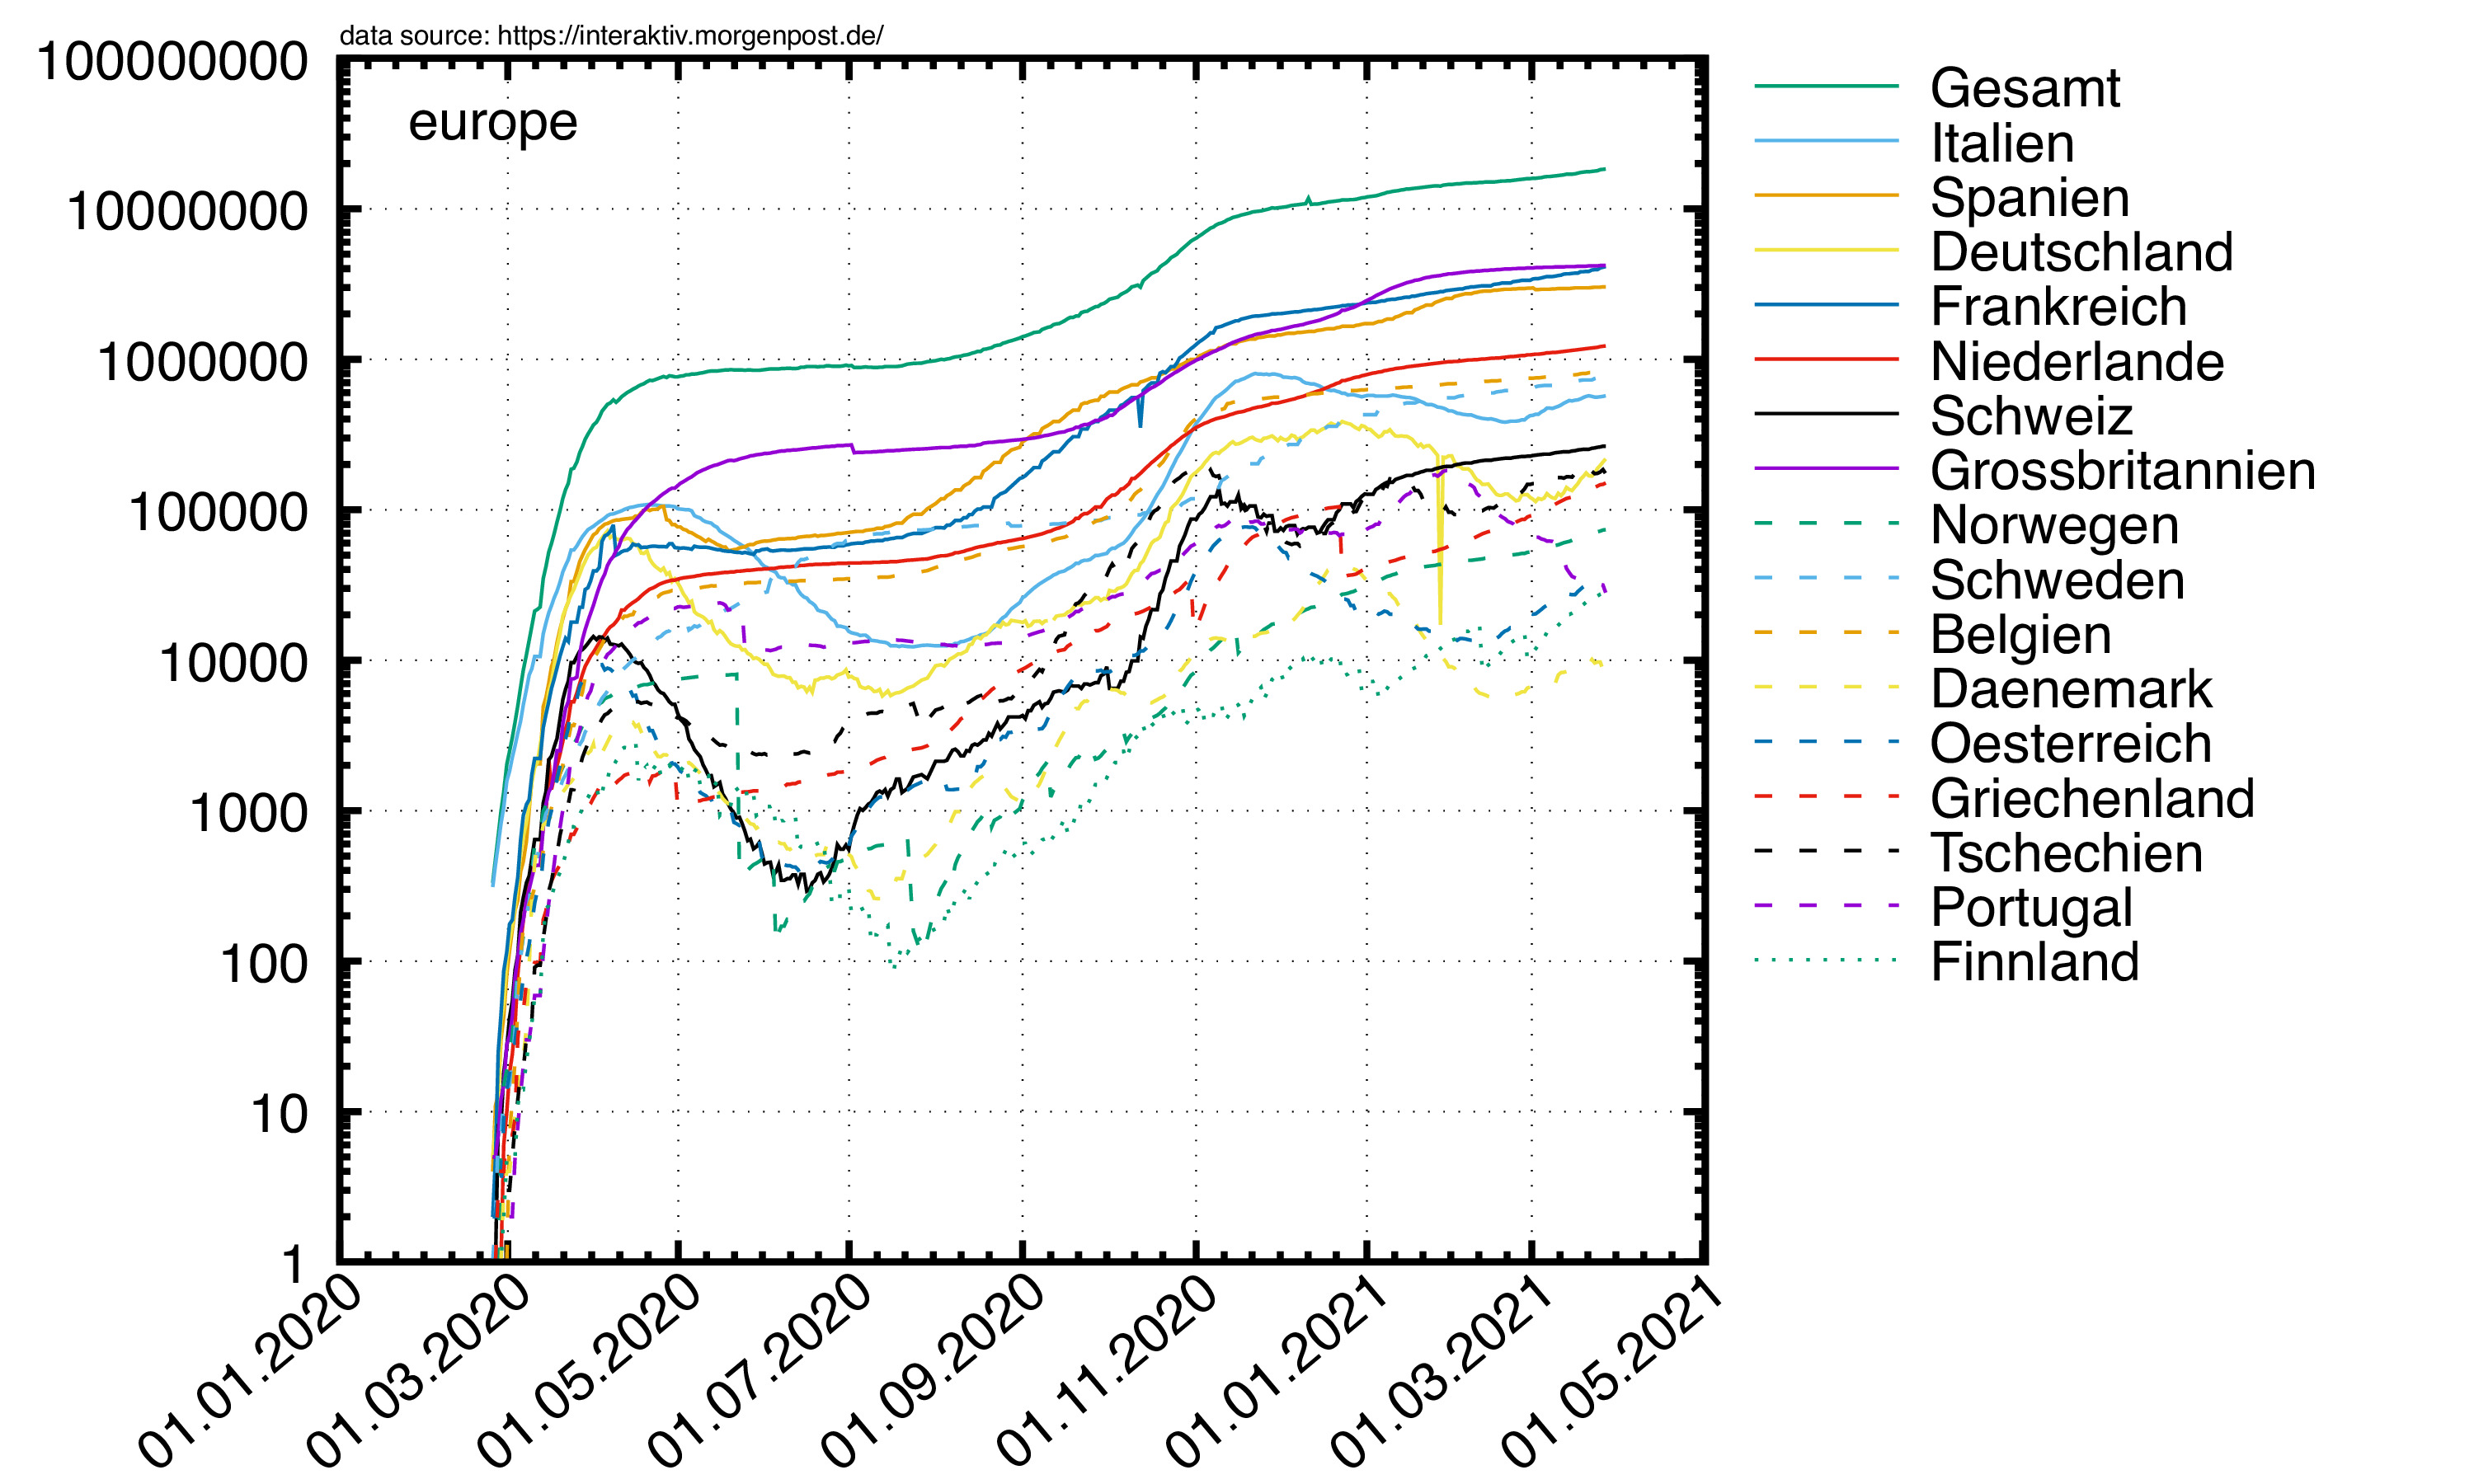 data source: https://interaktiv.morgenpost.de/
europe
100000000
10000000
1000000
100000
10000
1000
100
10
1
01.01.2020
01.03.2020
01.05.2020
01.07.2020
01.09.2020
01.11.2020
01.01.2021
01.03.2021
01.05.2021
Gesamt
Italien
Spanien
Deutschland
Frankreich
Niederlande
Schweiz
Grossbritannien
Norwegen
Schweden
Belgien
Daenemark
Oesterreich
Griechenland
Tschechien
Portugal
Finnland